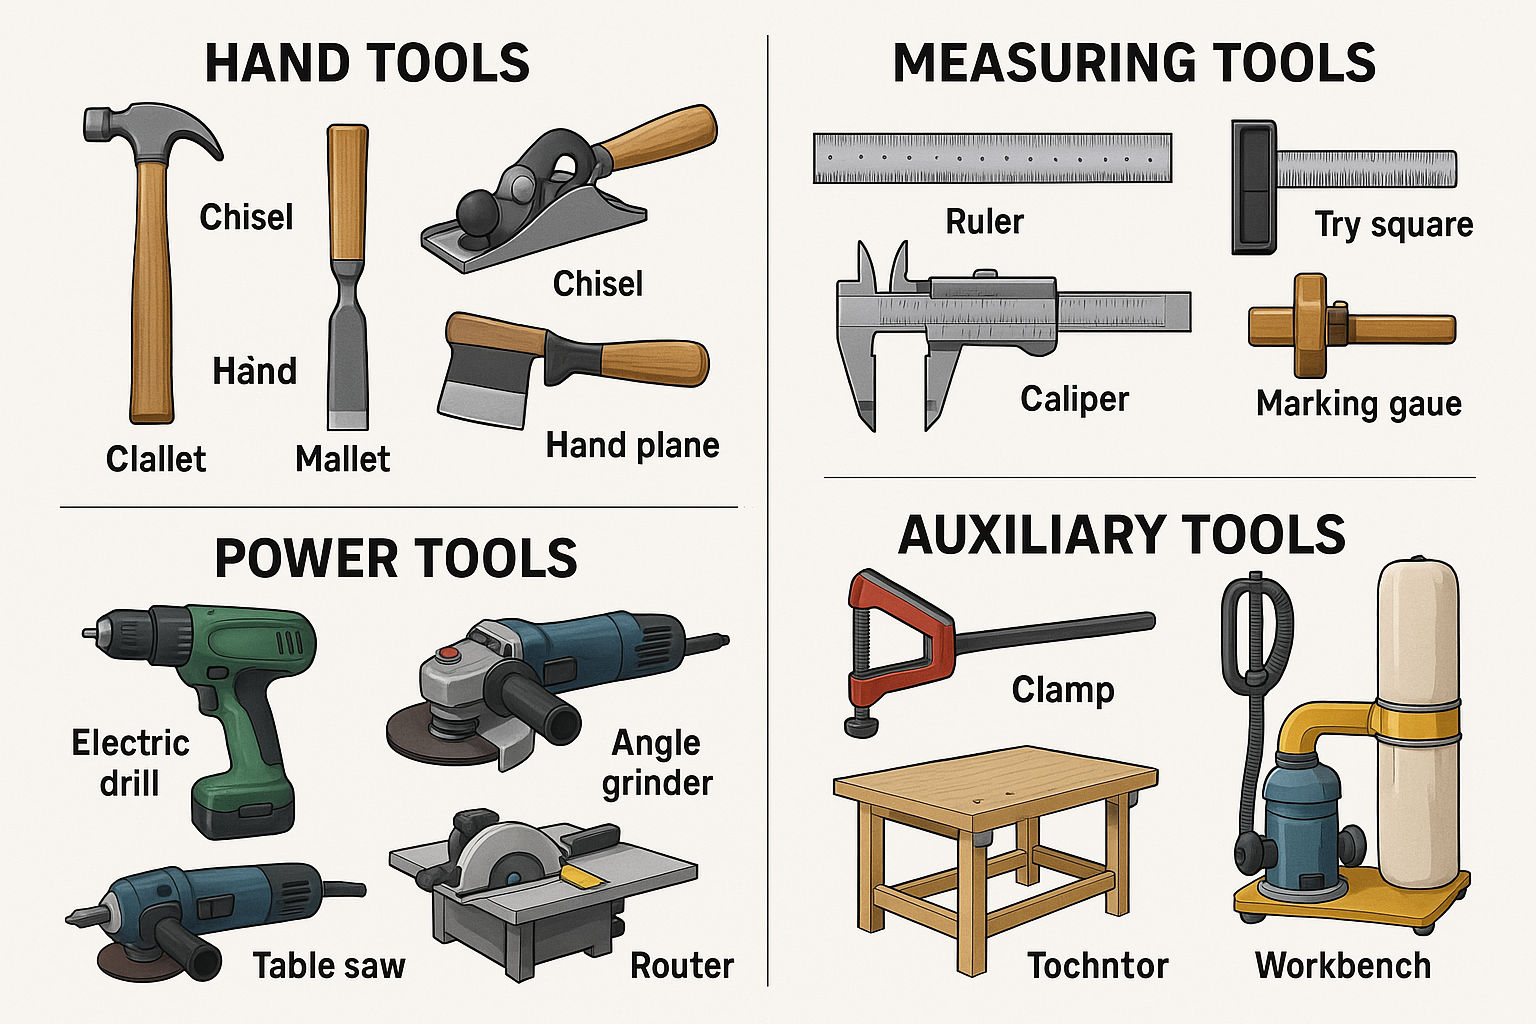 HAND TOOLS
Chisel
Chisel
Hànd
Clallet
Mallet
Hand plane
MEASURING TOOLS
Ruler
Try square
Caliper
Marking gaue
POWER TOOLS
Electric
drill
Angle
grinder
Table saw
Router
AUXILIARY TOOLS
Clamp
Tochntor
Workbench